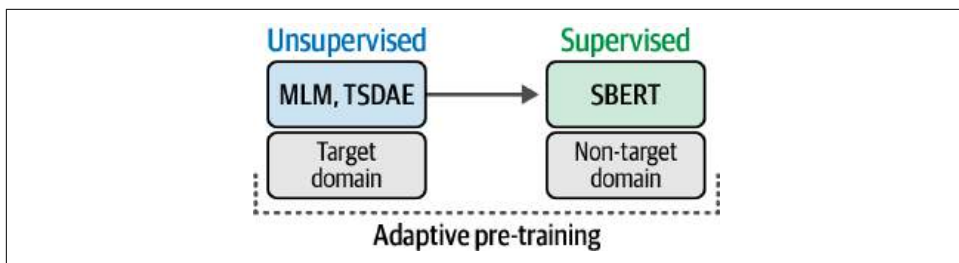 Unsupervised
MLM, TSDAE
Target
domain
Supervised
SBERT
Non-target
domain
Adaptive pre-training